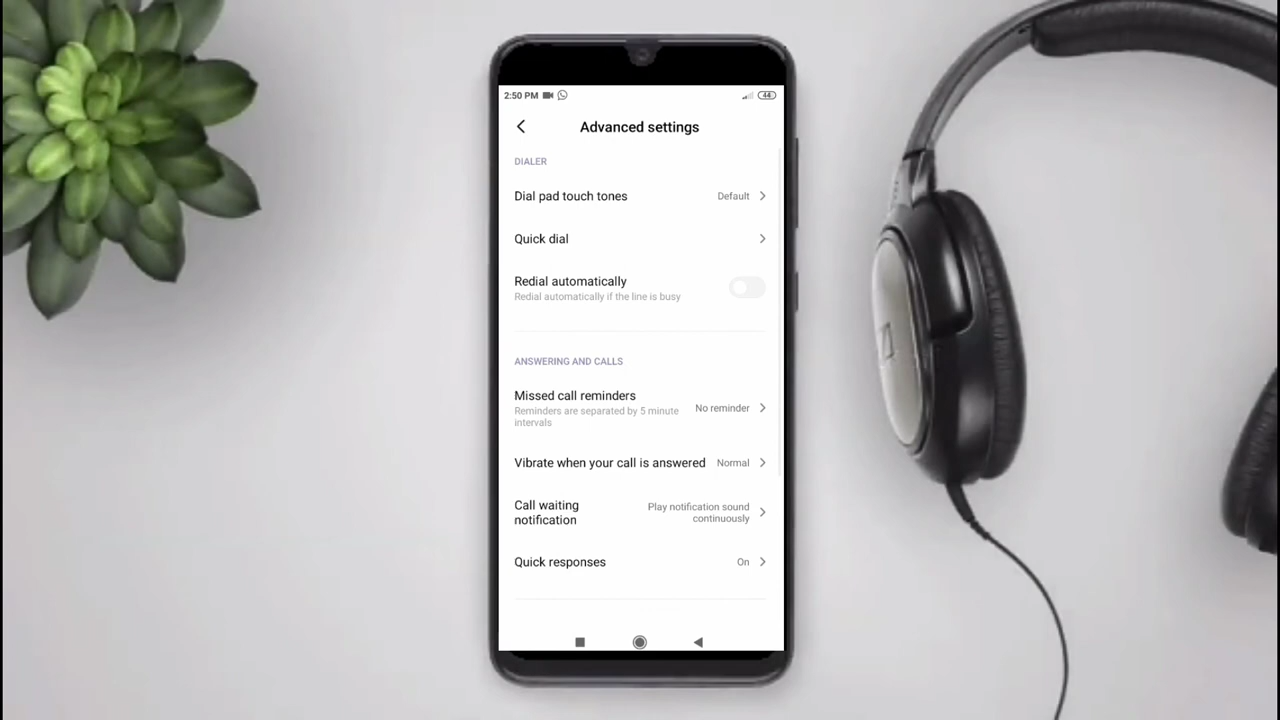 2:50 PM 44
Advanced settings
DIALER
Dial pad touch tones Default
Quick dial
Redial automatically
Redial automatically if the line is busy
ANSWERING AND CALLS
Missed call reminders No reminder
Reminders are separated by 5 minute
intervals
Vibrate when your call is answered Normal
Call waiting Play notification sound
notification continuously
Quick responses On